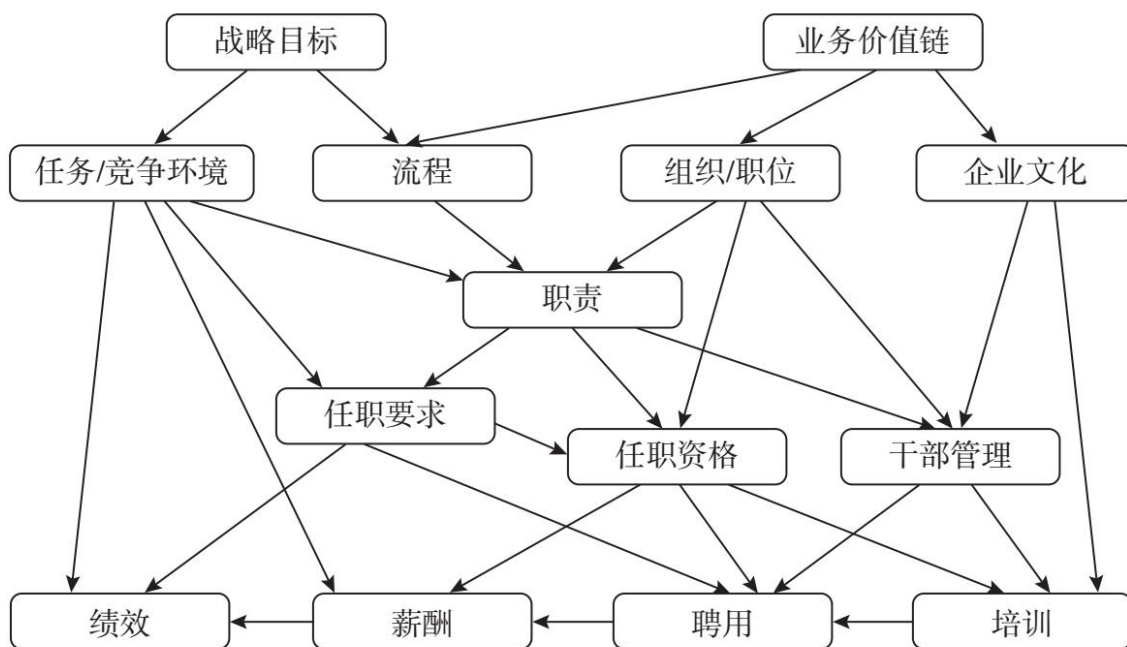 战略目标
业务价值链
任务/竞争环境
流程
组织/职位
企业文化
职责
任职要求
任职资格
干部管理
绩效
薪酬
聘用
培训